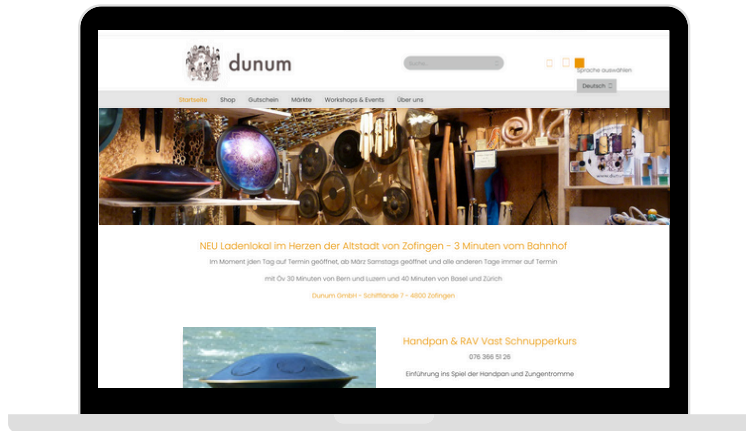 dunum
Suche...
Sprache auswählen
Deutsch
Startseite Shop Gutschein Märkte Workshops & Events Über uns
NEU Ladenlokal im Herzen der Altstadt von Zofingen - 3 Minuten vom Bahnhof
Im Moment jden Tag auf Termin geöffnet, ab März Samstags geöffnet und alle anderen Tage immer auf Termin
mit Öv 30 Minuten von Bern und Luzern und 40 Minuten von Basel und Zürich
Dunum GmbH - Schifflände 7 - 4800 Zofingen
Handpan & RAV Vast Schnupperkurs
076 366 51 26
Einführung ins Spiel der Handpan und Zungentromme